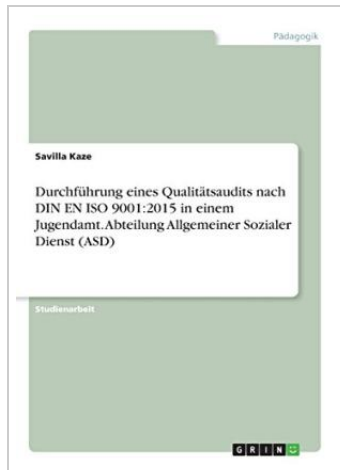 Pädagogik
Savilla Kaze
Durchführung eines Qualitätsaudits nach
DIN EN ISO 9001:2015 in einem
Jugendamt. Abteilung Allgemeiner Sozialer
Dienst (ASD)
Studienarbeit
GRIN